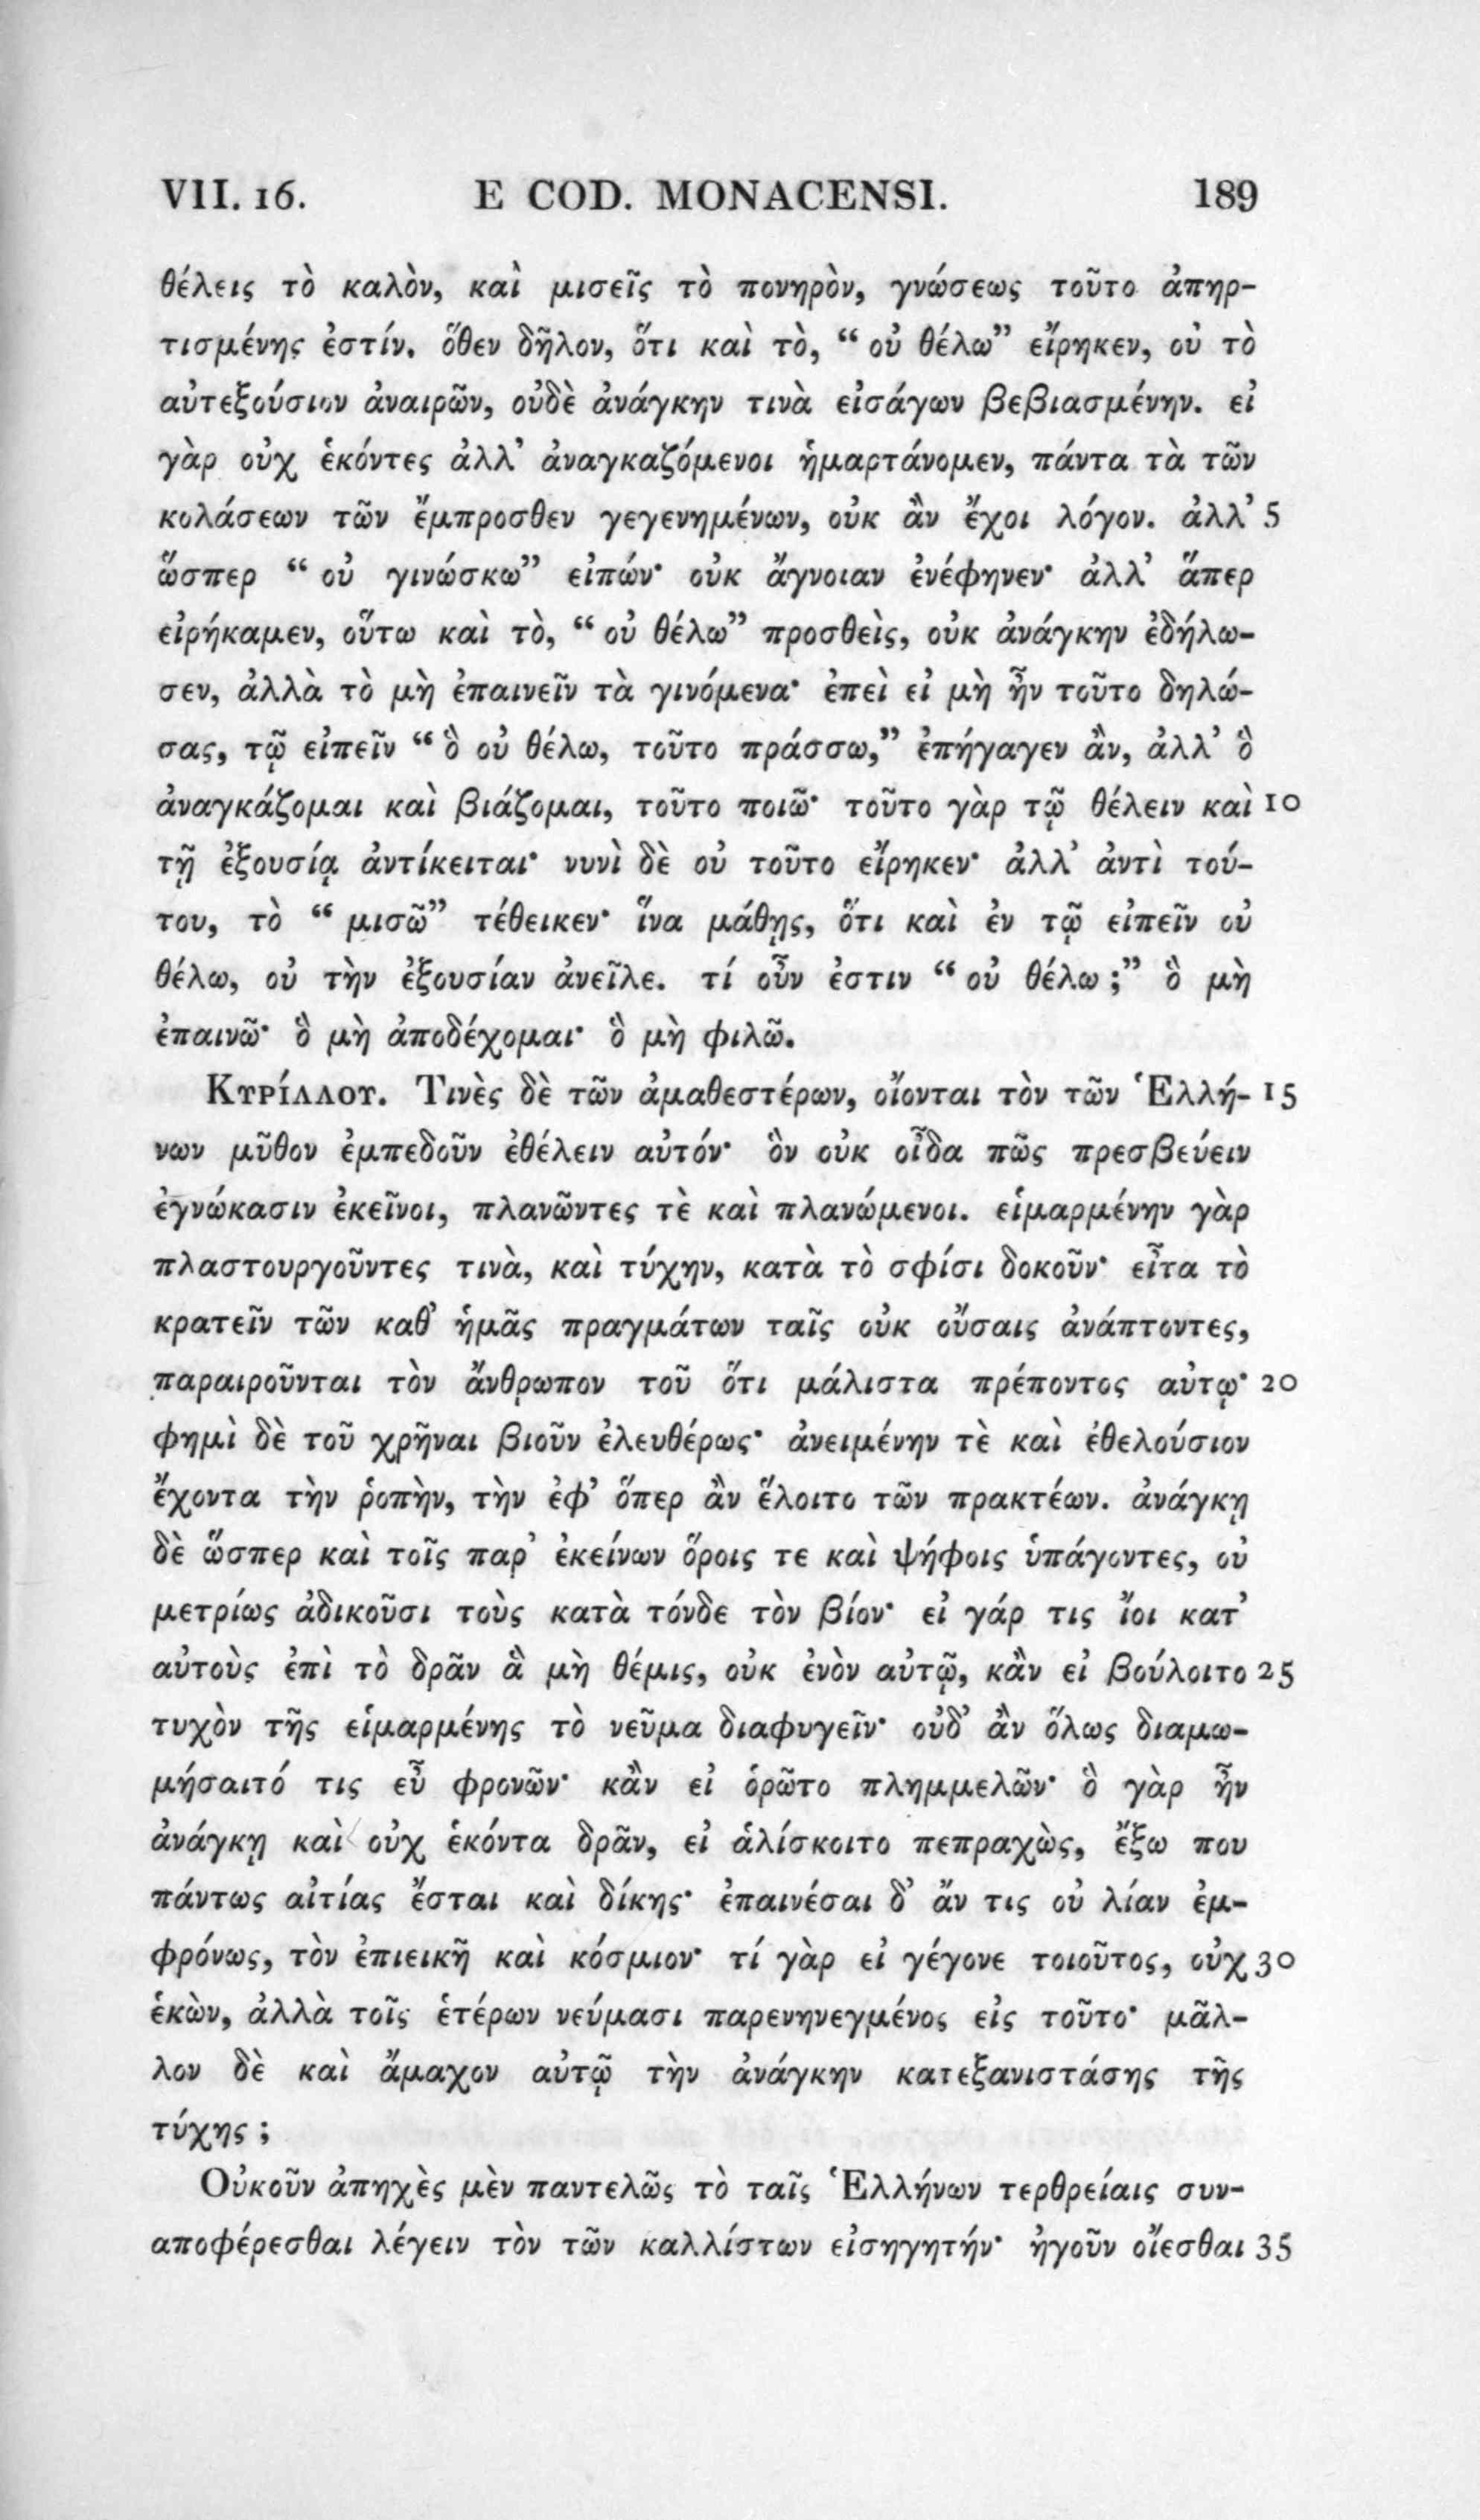 VII. 16. E COD. MONACENSI. 189
θέλεις τὸ καλὸν, καὶ μισεῖς τὸ πονηρὸν, γνώσεως τοῦτο ἀπηρ-
τισμένης ἐστίν. ὅθεν δῆλον, ὅτι καὶ τὸ, “ οὐ θέλω” εἴρηκεν, οὐ τὸ
αὐτεξούσιον ἀναιρῶν, οὐδὲ ἀνάγκην τινὰ εἰσάγων βεβιασμένην. εἰ
γὰρ οὐχ ἑκόντες ἀλλ’ ἀναγκαζόμενοι ἡμαρτάνομεν, πάντα τὰ τῶν
κολάσεων τῶν ἔμπροσθεν γεγενημένων, οὐκ ἂν ἔχοι λόγον. ἀλλ’ 5
ὥσπερ “ οὐ γινώσκω” εἰπών· οὐκ ἄγνοιαν ἐνέφηνεν· ἀλλ’ ἅπερ
εἰρήκαμεν, οὕτω καὶ τὸ, “ οὐ θέλω” προσθεὶς, οὐκ ἀνάγκην ἐδήλω-
σεν, ἀλλὰ τὸ μὴ ἐπαινεῖν τὰ γινόμενα· ἐπεὶ εἰ μὴ ἦν τοῦτο δηλώ-
σας, τῷ εἰπεῖν “ ὃ οὐ θέλω, τοῦτο πράσσω,” ἐπήγαγεν ἂν, ἀλλ’ ὃ
ἀναγκάζομαι καὶ βιάζομαι, τοῦτο ποιῶ· τοῦτο γὰρ τῷ θέλειν καὶ 10
τῇ ἐξουσίᾳ ἀντίκειται· νυνὶ δὲ οὐ τοῦτο εἴρηκεν· ἀλλ’ ἀντὶ τού-
του, τὸ “ μισῶ” τέθεικεν· ἵνα μάθῃς, ὅτι καὶ ἐν τῷ εἰπεῖν οὐ
θέλω, οὐ τὴν ἐξουσίαν ἀνεῖλε. τί οὖν ἐστιν “ οὐ θέλω ;” ὃ μὴ
ἐπαινῶ· ὃ μὴ ἀποδέχομαι· ὃ μὴ φιλῶ.
ΚΥΡΊΛΛΟΥ. Τινὲς δὲ τῶν ἀμαθεστέρων, οἴονται τὸν τῶν Ἑλλή- 15
νων μῦθον ἐμπεδοῦν ἐθέλειν αὐτόν· ὃν οὐκ οἶδα πῶς πρεσβεύειν
ἐγνώκασιν ἐκεῖνοι, πλανῶντες τὲ καὶ πλανώμενοι. εἱμαρμένην γὰρ
πλαστουργοῦντες τινὰ, καὶ τύχην, κατὰ τὸ σφίσι δοκοῦν· εἶτα τὸ
κρατεῖν τῶν καθ’ ἡμᾶς πραγμάτων ταῖς οὐκ οὔσαις ἀνάπτοντες,
παραιροῦνται τὸν ἄνθρωπον τοῦ ὅτι μάλιστα πρέποντος αὐτῳ· 20
φημὶ δὲ τοῦ χρῆναι βιοῦν ἐλευθέρως· ἀνειμένην τὲ καὶ ἐθελούσιον
ἔχοντα τὴν ῥοπὴν, τὴν ἐφ’ ὅπερ ἂν ἕλοιτο τῶν πρακτέων. ἀνάγκῃ
δὲ ὥσπερ καὶ τοῖς παρ’ ἐκείνων ὅροις τε καὶ ψήφοις ὑπάγοντες, οὐ
μετρίως ἀδικοῦσι τοὺς κατὰ τόνδε τὸν βίον· εἰ γάρ τις ἴοι κατ’
αὐτοὺς ἐπὶ τὸ δρᾶν ἃ μὴ θέμις, οὐκ ἐνὸν αὐτῷ, κἂν εἰ βούλοιτο 25
τυχὸν τῆς εἱμαρμένης τὸ νεῦμα διαφυγεῖν· οὐδ’ ἂν ὅλως διαμω-
μήσαιτό τις εὖ φρονῶν· κἂν εἰ ὁρῶτο πλημμελῶν· ὃ γὰρ ἦν
ἀνάγκῃ καὶ οὐχ ἑκόντα δρᾶν, εἰ ἁλίσκοιτο πεπραχὼς, ἔξω που
πάντως αἰτίας ἔσται καὶ δίκης· ἐπαινέσαι δ’ ἄν τις οὐ λίαν ἐμ-
φρόνως, τὸν ἐπιεικῆ καὶ κόσμιον· τί γὰρ εἰ γέγονε τοιοῦτος, οὐχ 30
ἑκὼν, ἀλλὰ τοῖς ἑτέρων νεύμασι παρενηνεγμένος εἰς τοῦτο· μᾶλ-
λον δὲ καὶ ἄμαχον αὐτῷ τὴν ἀνάγκην κατεξανιστάσης τῆς
τύχης ;
Οὐκοῦν ἀπηχὲς μὲν παντελῶς τὸ ταῖς Ἑλλήνων τερθρείαις συν-
αποφέρεσθαι λέγειν τὸν τῶν καλλίστων εἰσηγητήν· ἠγοῦν οἴεσθαι 35